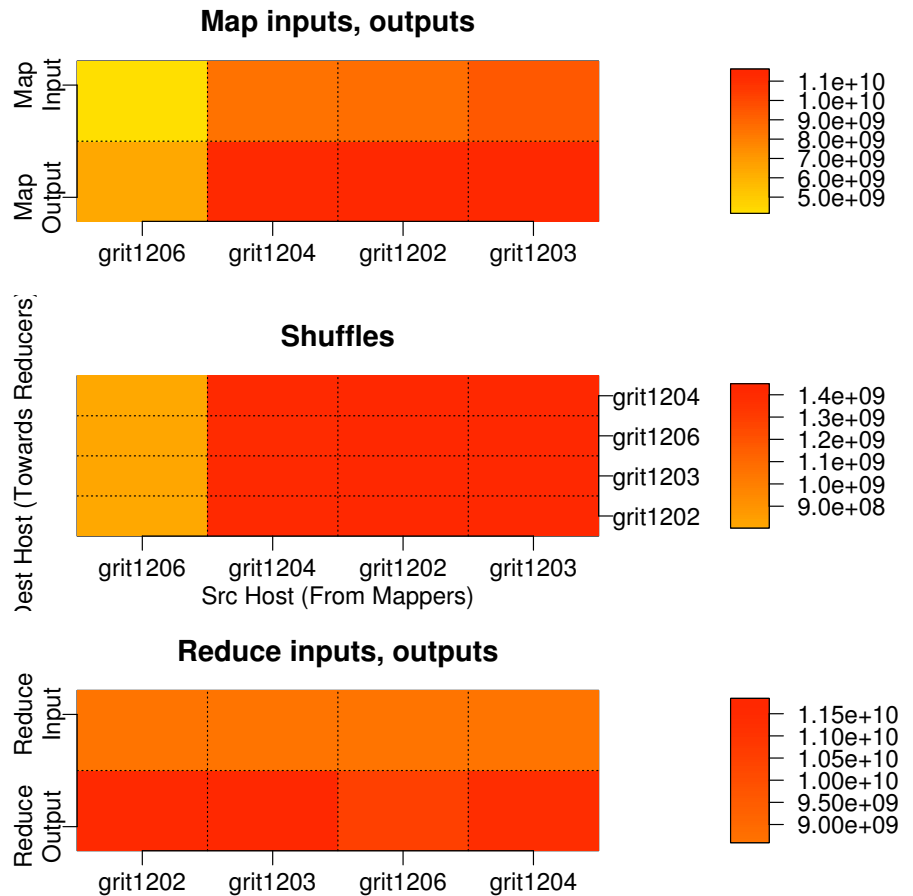 Map inputs, outputs
Map
Input
Map
Output
grit1206 grit1204 grit1202 grit1203
1.1e+10
1.0e+10
9.0e+09
8.0e+09
7.0e+09
6.0e+09
5.0e+09
Shuffles
Dest Host (Towards Reducers)
grit1204
grit1206
grit1203
grit1202
grit1206 grit1204 grit1202 grit1203
Src Host (From Mappers)
1.4e+09
1.3e+09
1.2e+09
1.1e+09
1.0e+09
9.0e+08
Reduce inputs, outputs
Reduce
Input
Reduce
Output
grit1202 grit1203 grit1206 grit1204
1.15e+10
1.10e+10
1.05e+10
1.00e+10
9.50e+09
9.00e+09